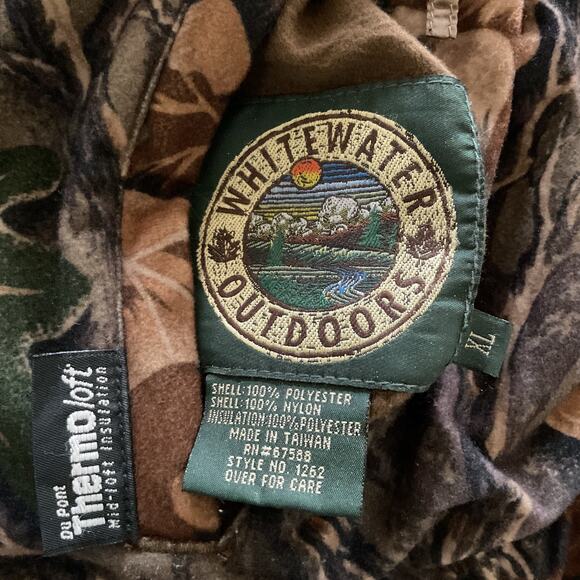 WHITEWATER
OUTDOORS
XL
SHELL:100% POLYESTER
SHELL:100% NYLON
INSULATION:100%POLYESTER
MADE IN TAIWAN
RN#67588
STYLE NO. 1262
OVER FOR CARE
Du Pont
Thermoloft
Mid-loft Insulation